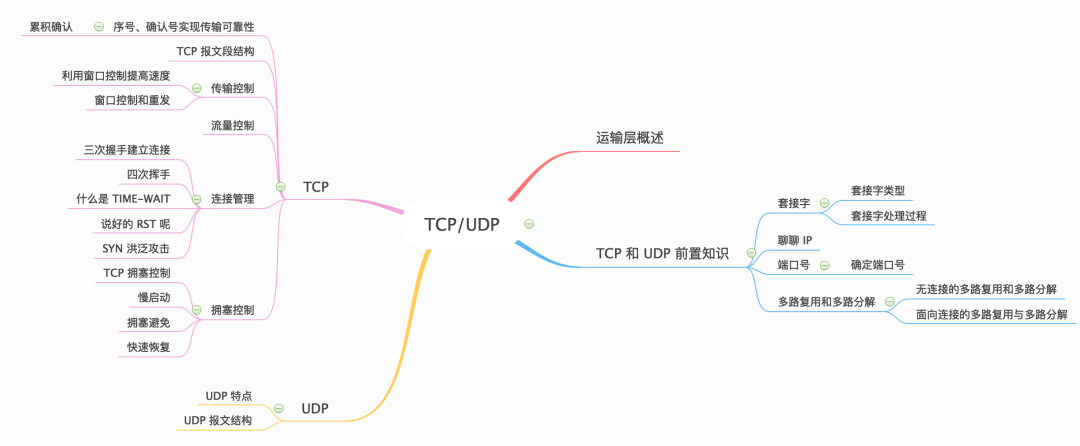 TCP/UDP
运输层概述
TCP 和 UDP 前置知识
套接字
套接字类型
套接字处理过程
聊聊 IP
端口号
确定端口号
多路复用和多路分解
无连接的多路复用和多路分解
面向连接的多路复用与多路分解
TCP
序号、确认号实现传输可靠性
累积确认
TCP 报文段结构
传输控制
利用窗口控制提高速度
窗口控制和重发
流量控制
连接管理
三次握手建立连接
四次挥手
什么是 TIME-WAIT
说好的 RST 呢
SYN 洪泛攻击
拥塞控制
TCP 拥塞控制
慢启动
拥塞避免
快速恢复
UDP
UDP 特点
UDP 报文结构